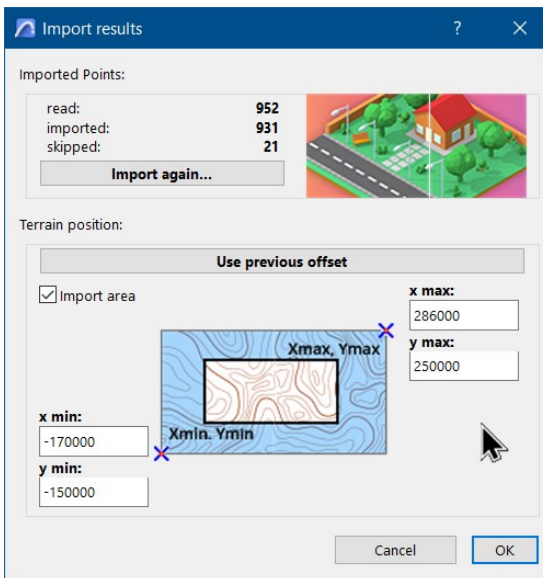 Import results
Imported Points:
read: 952
imported: 931
skipped: 21
Import again...
Terrain position:
Use previous offset
Import area
x max:
286000
y max:
250000
Xmax, Ymax
x min:
-170000
Xmin. Ymin
y min:
-150000
Cancel OK